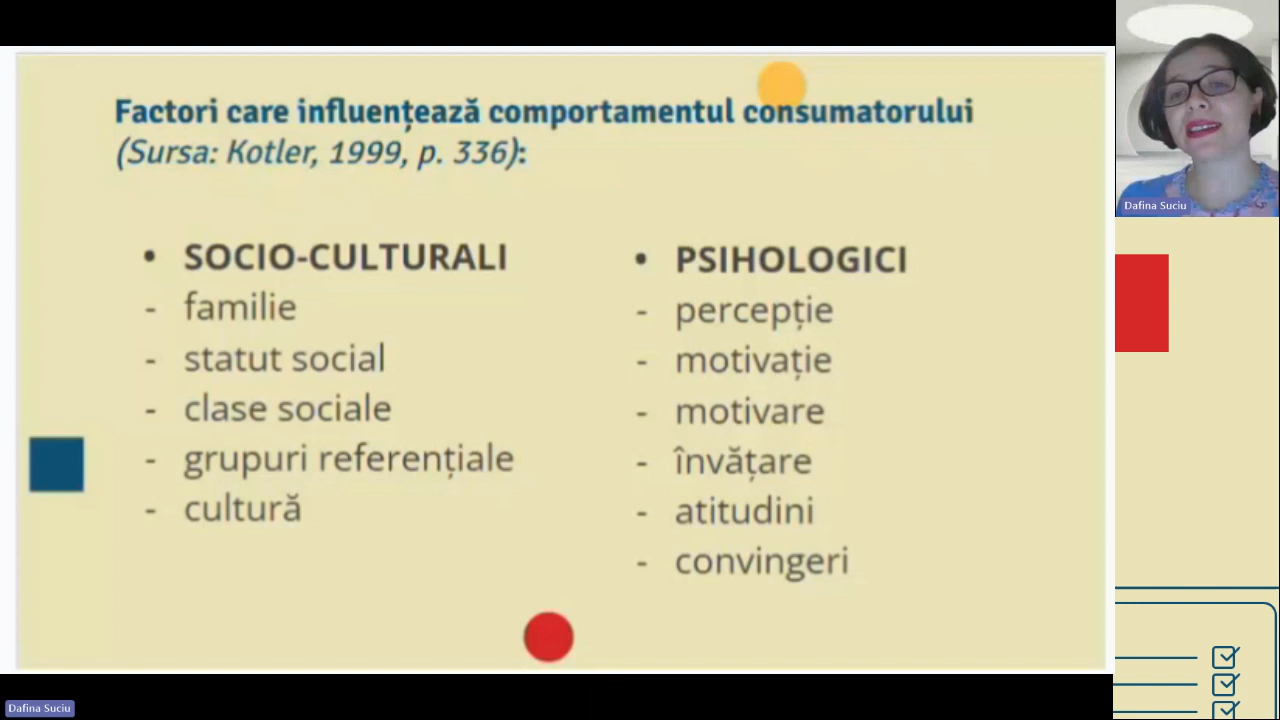 Factori care influențează comportamentul consumatorului
(Sursa: Kotler, 1999, p. 336):
• SOCIO-CULTURALI
- familie
- statut social
- clase sociale
- grupuri referențiale
- cultură
• PSIHOLOGICI
- percepție
- motivație
- motivare
- învățare
- atitudini
- convingeri
Dafina Suciu
Dafina Suciu